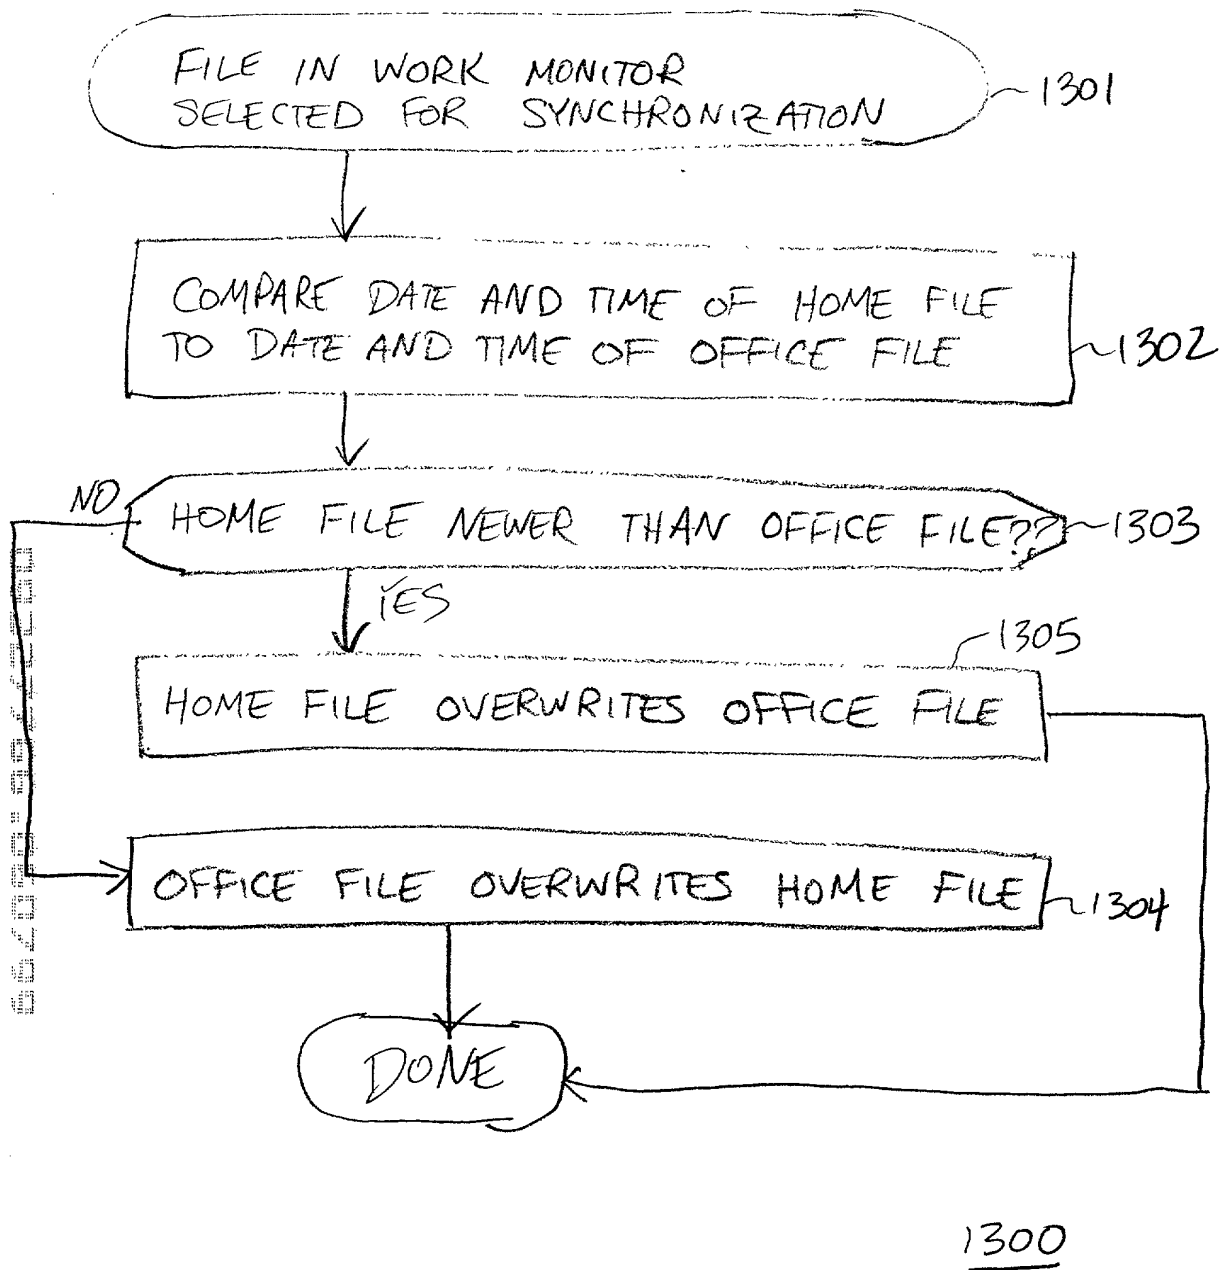 FILE IN WORK MONITOR
SELECTED FOR SYNCHRONIZATION
1301
COMPARE DATE AND TIME OF HOME FILE
TO DATE AND TIME OF OFFICE FILE
1302
NO
HOME FILE NEWER THAN OFFICE FILE??
1303
YES
1305
HOME FILE OVERWRITES OFFICE FILE
OFFICE FILE OVERWRITES HOME FILE
1304
DONE
1300